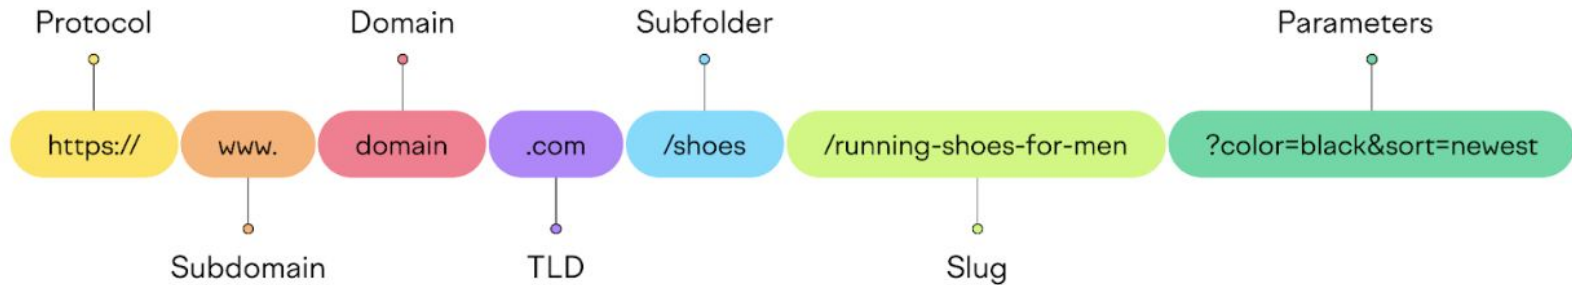 Protocol Domain Subfolder Parameters
https:// www. domain .com /shoes /running-shoes-for-men ?color=black&sort=newest
Subdomain TLD Slug